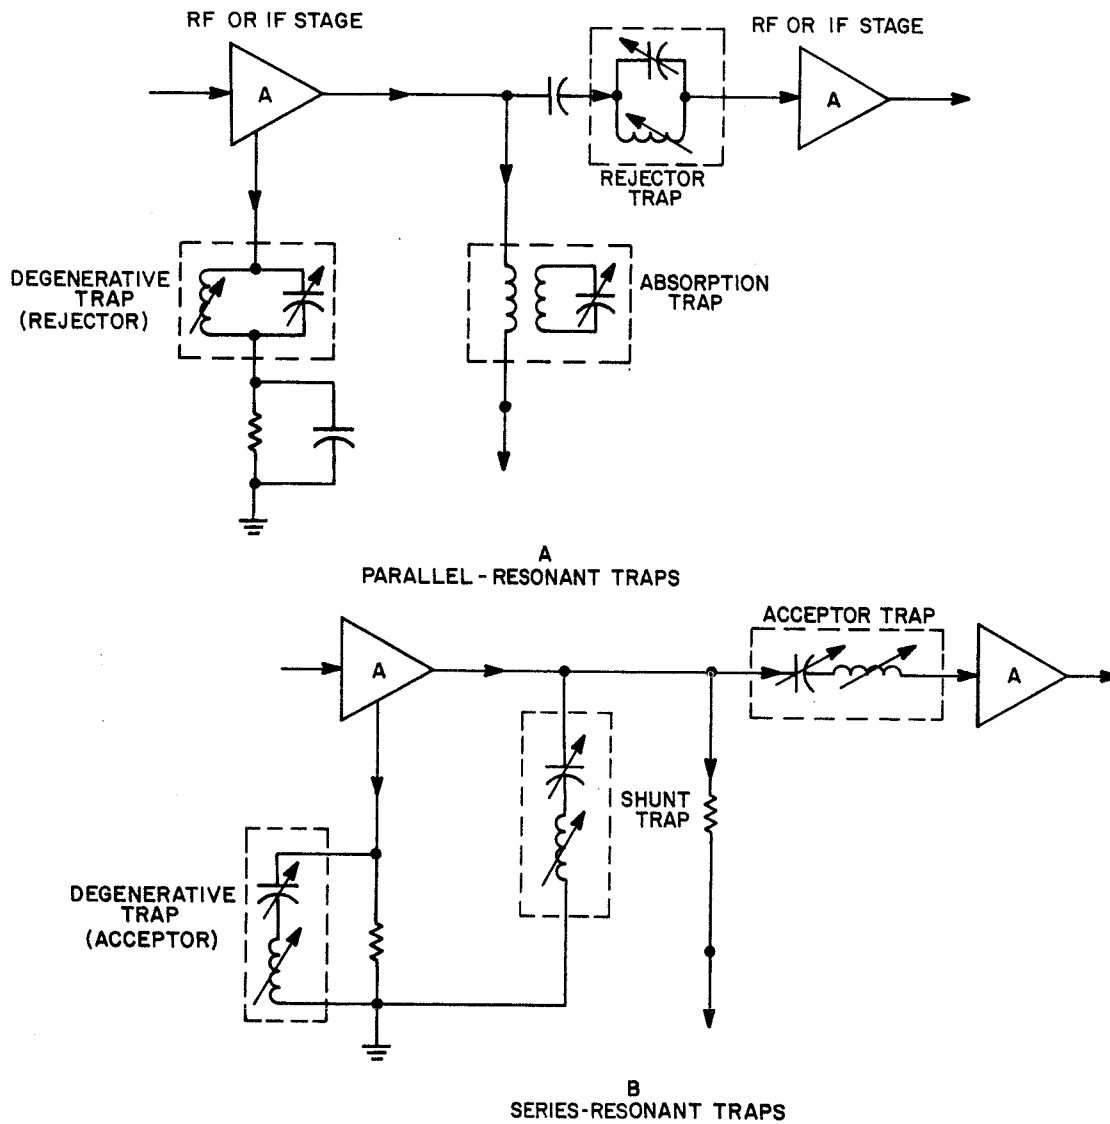 RF OR IF STAGE
RF OR IF STAGE
A
A
REJECTOR
TRAP
DEGENERATIVE
TRAP
(REJECTOR)
ABSORPTION
TRAP
A
PARALLEL-RESONANT TRAPS
ACCEPTOR TRAP
A
A
SHUNT
TRAP
DEGENERATIVE
TRAP
(ACCEPTOR)
B
SERIES-RESONANT TRAPS